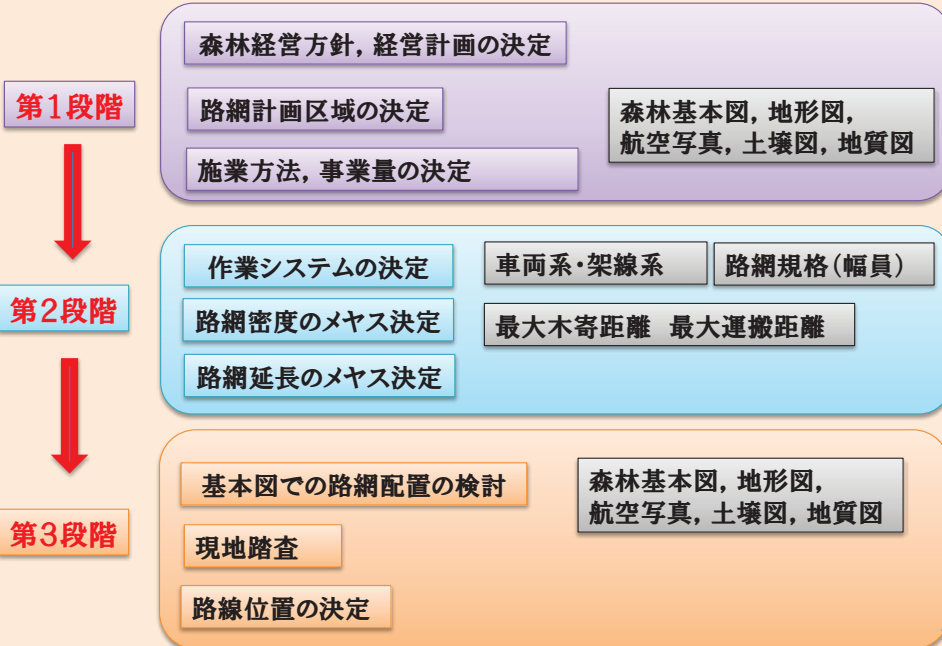 第1段階
森林経営方針, 経営計画の決定
路網計画区域の決定
施業方法, 事業量の決定
森林基本図, 地形図,
航空写真, 土壌図, 地質図
第2段階
作業システムの決定
車両系・架線系
路網規格(幅員)
路網密度のメヤス決定
最大木寄距離 最大運搬距離
路網延長のメヤス決定
第3段階
基本図での路網配置の検討
現地踏査
路線位置の決定
森林基本図, 地形図,
航空写真, 土壌図, 地質図